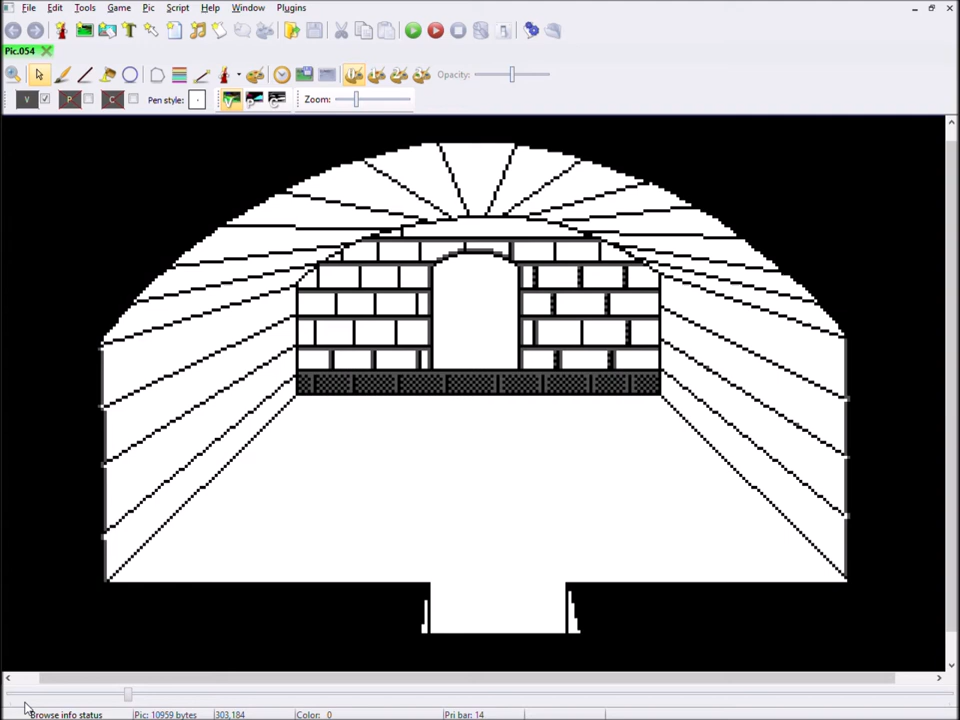 File Edit Tools Game Pic Script Help Window Plugins
Pic.054
Opacity:
V P C Pen style: V P C Zoom:
Browse info status Pic: 10959 bytes 303,184 Color: 0 Pri bar: 14